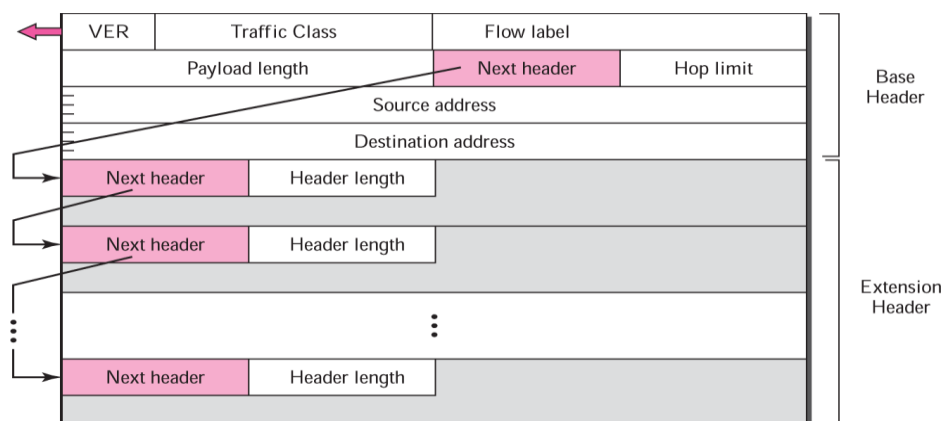 VER Traffic Class Flow label
Payload length Next header Hop limit
Base
Header
Source address
Destination address
Next header Header length
Next header Header length
Extension
Header
Next header Header length